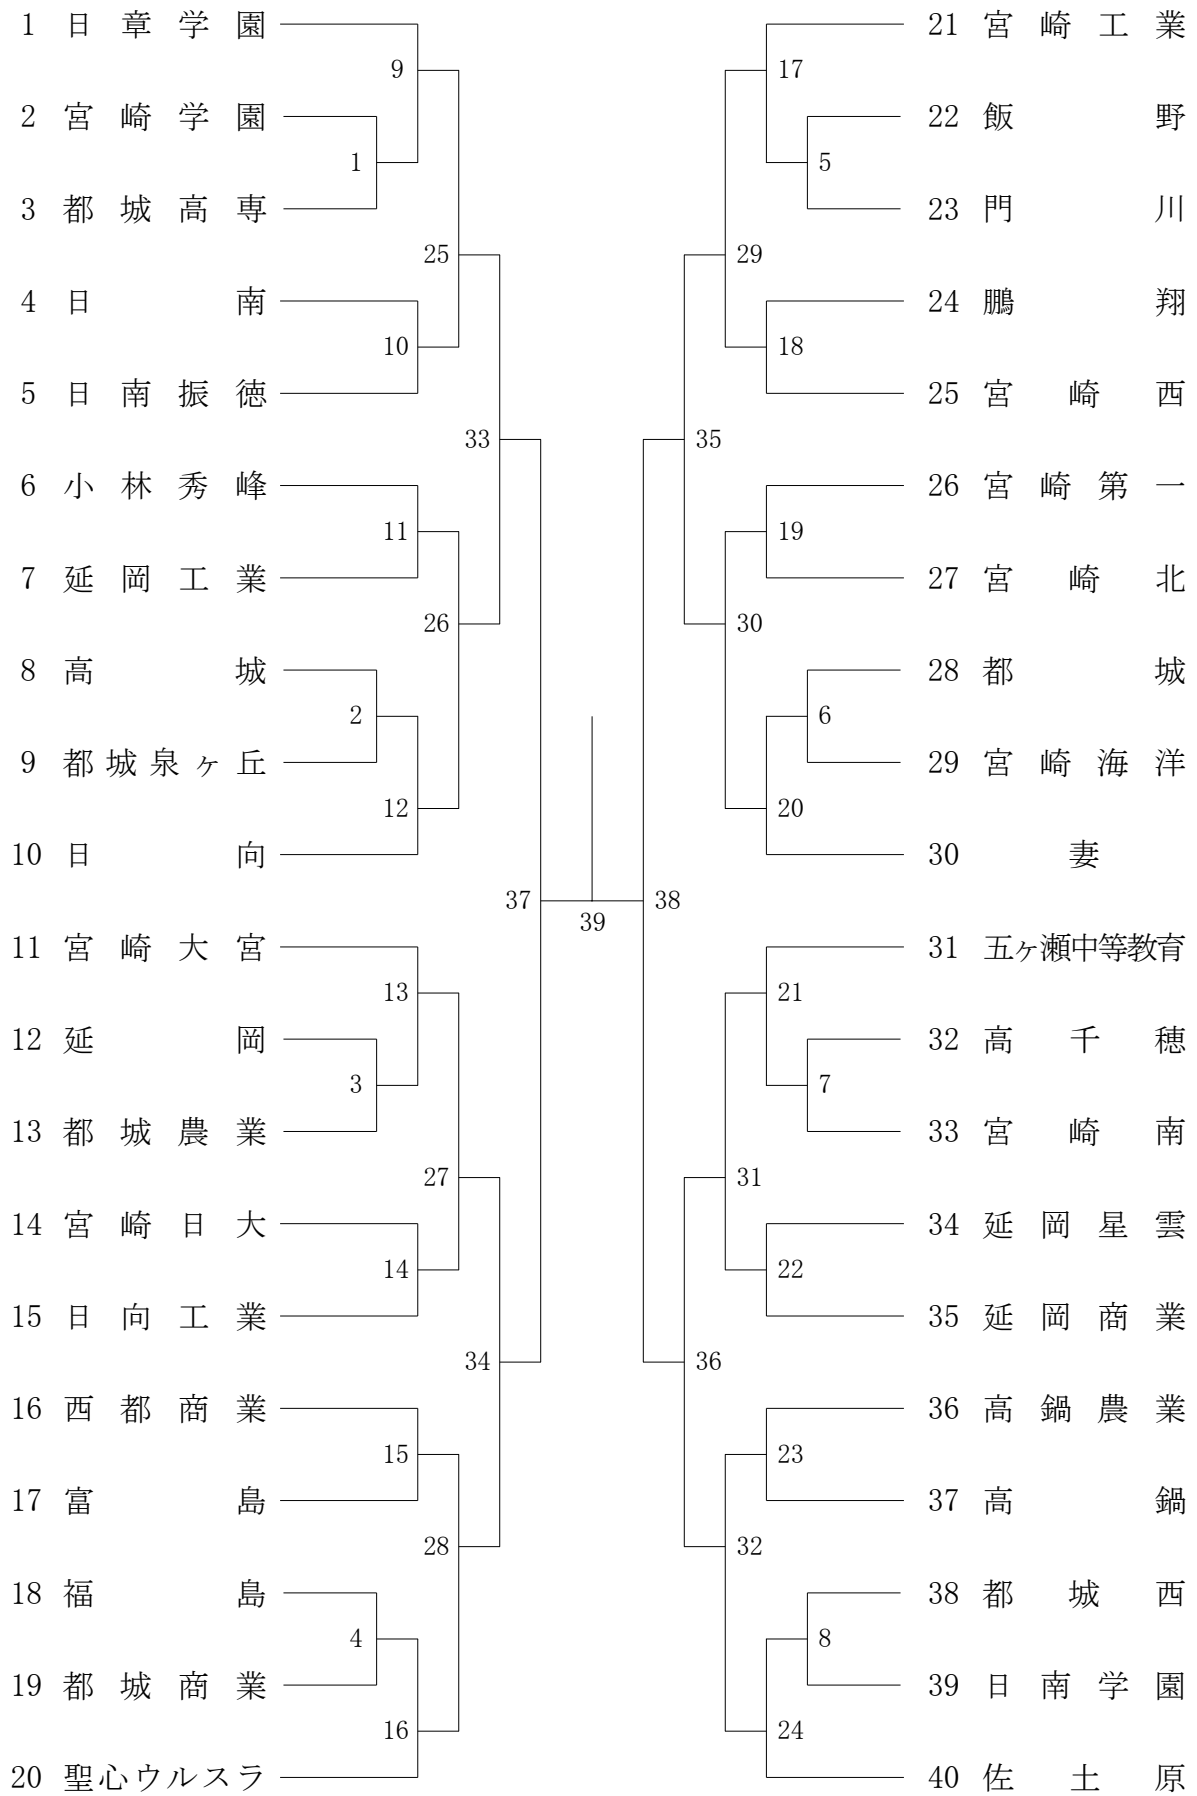 1 日章学園
9
2 宮崎学園
1
3 都城高専
25
4 日南
10
5 日南振徳
33
6 小林秀峰
11
7 延岡工業
26
8 高城
2
9 都城泉ヶ丘
12
10 日向
37
11 宮崎大宮
13
12 延岡
3
13 都城農業
27
14 宮崎日大
14
15 日向工業
34
16 西都商業
15
17 富島
28
18 福島
4
19 都城商業
16
20 聖心ウルスラ
39
21 宮崎工業
17
22 飯野
5
23 門川
29
24 鵬翔
18
25 宮崎西
35
26 宮崎第一
19
27 宮崎北
30
28 都城
6
29 宮崎海洋
20
30 妻
38
31 五ヶ瀬中等教育
21
32 高千穂
7
33 宮崎南
31
34 延岡星雲
22
35 延岡商業
36
36 高鍋農業
23
37 高鍋
32
38 都城西
8
39 日南学園
24
40 佐土原